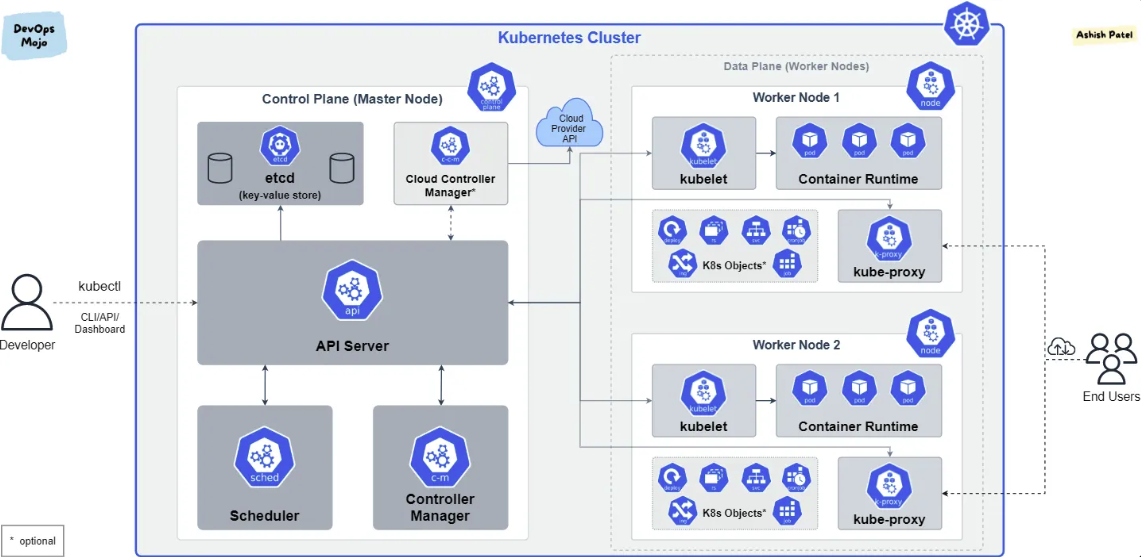 DevOps
Mojo
Kubernetes Cluster
Ashish Patel
Data Plane (Worker Nodes)
Control Plane (Master Node)
control
plane
Cloud
Provider
API
etcd
etcd
(key-value store)
c-c-m
Cloud Controller
Manager*
kubectl
CLI/API/
Dashboard
Developer
api
API Server
sched
Scheduler
c-m
Controller
Manager
Worker Node 1
node
kubelet
kubelet
pod
pod
pod
Container Runtime
deploy
rs
svc
cronjob
ing
K8s Objects*
job
k-proxy
kube-proxy
Worker Node 2
node
kubelet
kubelet
pod
pod
pod
Container Runtime
deploy
rs
svc
cronjob
ing
K8s Objects*
job
k-proxy
kube-proxy
End Users
* optional